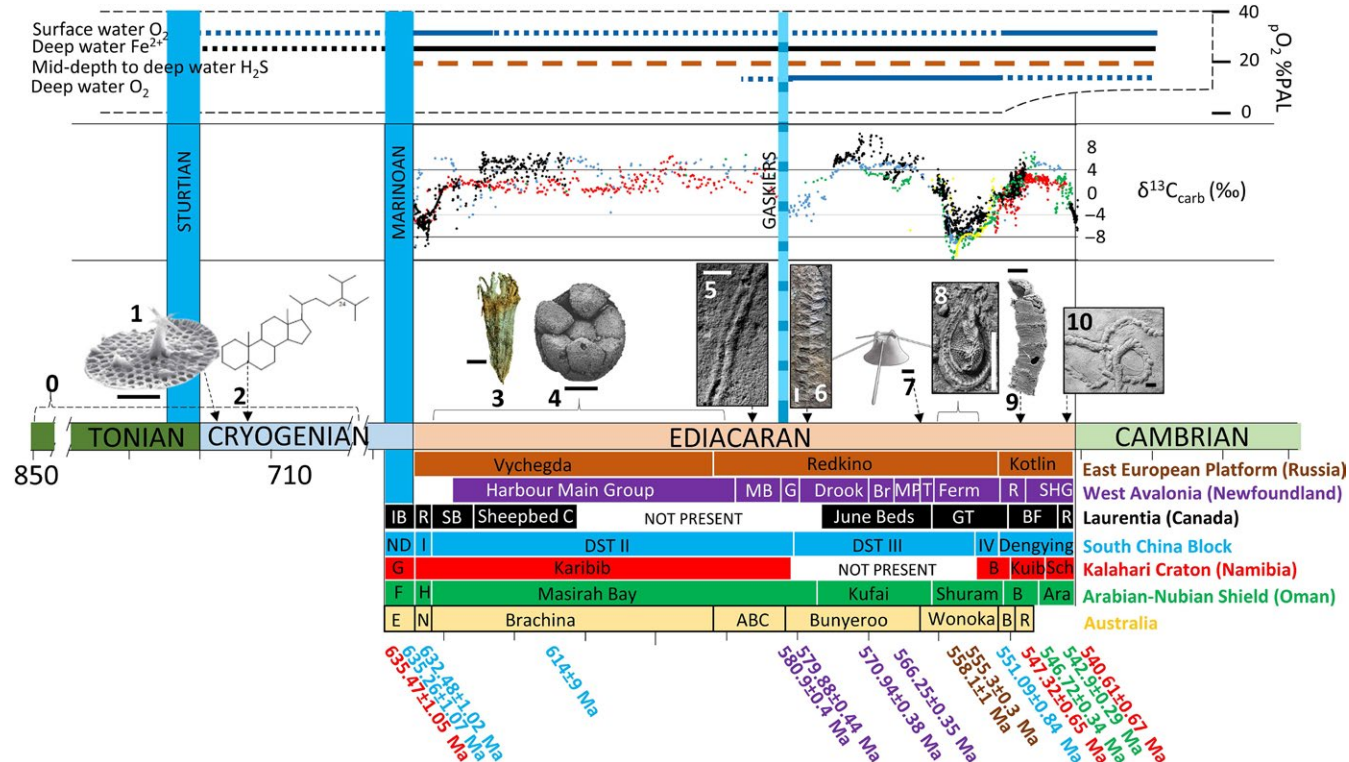 40
Surface water O2
Deep water Fe2+
Mid-depth to deep water H2S
Deep water O2
20
0
pO2 %PAL
STURTIAN
MARINOAN
GASKIERS
8
4
0
−4
−8
δ13Ccarb (‰)
0
1
2
24
3
4
5
6
7
8
9
10
TONIAN
CRYOGENIAN
EDIACARAN
CAMBRIAN
850
710
Vychegda
Redkino
Kotlin
East European Platform (Russia)
Harbour Main Group
MB
G
Drook
Br
MP
T
Ferm
R
SHG
West Avalonia (Newfoundland)
IB
R
SB
Sheepbed C
NOT PRESENT
June Beds
GT
BF
R
Laurentia (Canada)
ND
I
DST II
DST III
IV
Dengying
South China Block
G
Karibib
NOT PRESENT
B
Kuib
Sch
Kalahari Craton (Namibia)
F
H
Masirah Bay
Kufai
Shuram
B
Ara
Arabian-Nubian Shield (Oman)
E
N
Brachina
ABC
Bunyeroo
Wonoka
B
R
Australia
635.47±1.05 Ma
635.26±1.07 Ma
632.48±1.02 Ma
614±9 Ma
580.9±0.4 Ma
579.88±0.44 Ma
570.94±0.38 Ma
566.25±0.35 Ma
558.1±1 Ma
555.3±0.3 Ma
551.09±0.84 Ma
547.32±0.65 Ma
546.72±0.34 Ma
542.9±0.29 Ma
540.61±0.67 Ma